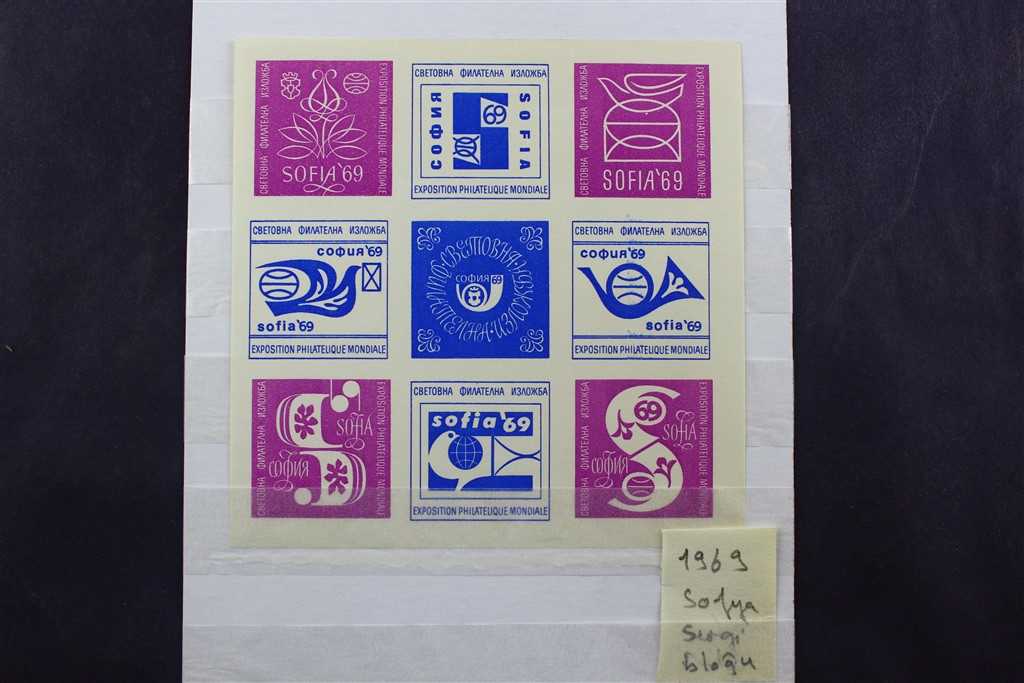 СВЕТОВНА ФИЛАТЕЛНА ИЗЛОЖБА
EXPOSITION PHILATELIQUE MONDIALE
SOFIA'69
СВЕТОВНА ФИЛАТЕЛНА ИЗЛОЖБА
СОФИЯ
69
SOFIA
EXPOSITION PHILATELIQUE MONDIALE
СВЕТОВНА ФИЛАТЕЛНА ИЗЛОЖБА
EXPOSITION PHILATELIQUE MONDIALE
SOFIA'69
СВЕТОВНА ФИЛАТЕЛНА ИЗЛОЖБА
софия'69
sofia'69
EXPOSITION PHILATELIQUE MONDIALE
СВЕТОВНА
СОФИЯ 69
СВЕТОВНА ФИЛАТЕЛНА ИЗЛОЖБА
софия'69
sofia'69
EXPOSITION PHILATELIQUE MONDIALE
СВЕТОВНА ФИЛАТЕЛНА ИЗЛОЖБА
EXPOSITION PHILATELIQUE MONDIALE
SOFIA
СОФИЯ
СВЕТОВНА ФИЛАТЕЛНА ИЗЛОЖБА
sofia'69
EXPOSITION PHILATELIQUE MONDIALE
СВЕТОВНА ФИЛАТЕЛНА ИЗЛОЖБА
EXPOSITION PHILATELIQUE MONDIALE
69
SOFIA
СОФИЯ
1969
Sofya
Sergi
Bloğu